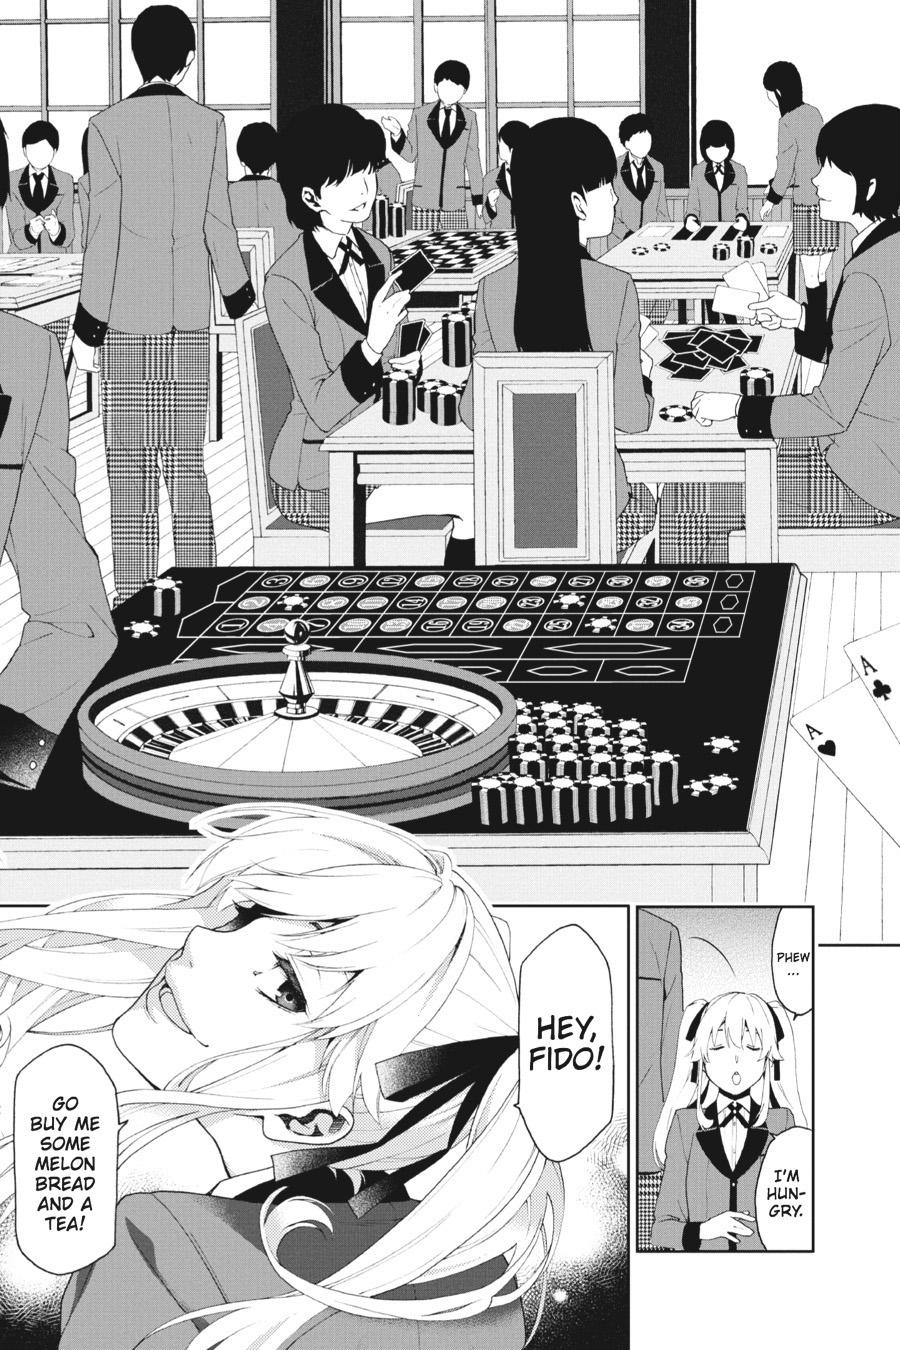 PHEW
...
I'M
HUN-
GRY.
HEY,
FIDO!
GO
BUY ME
SOME
MELON
BREAD
AND A
TEA!
A
A